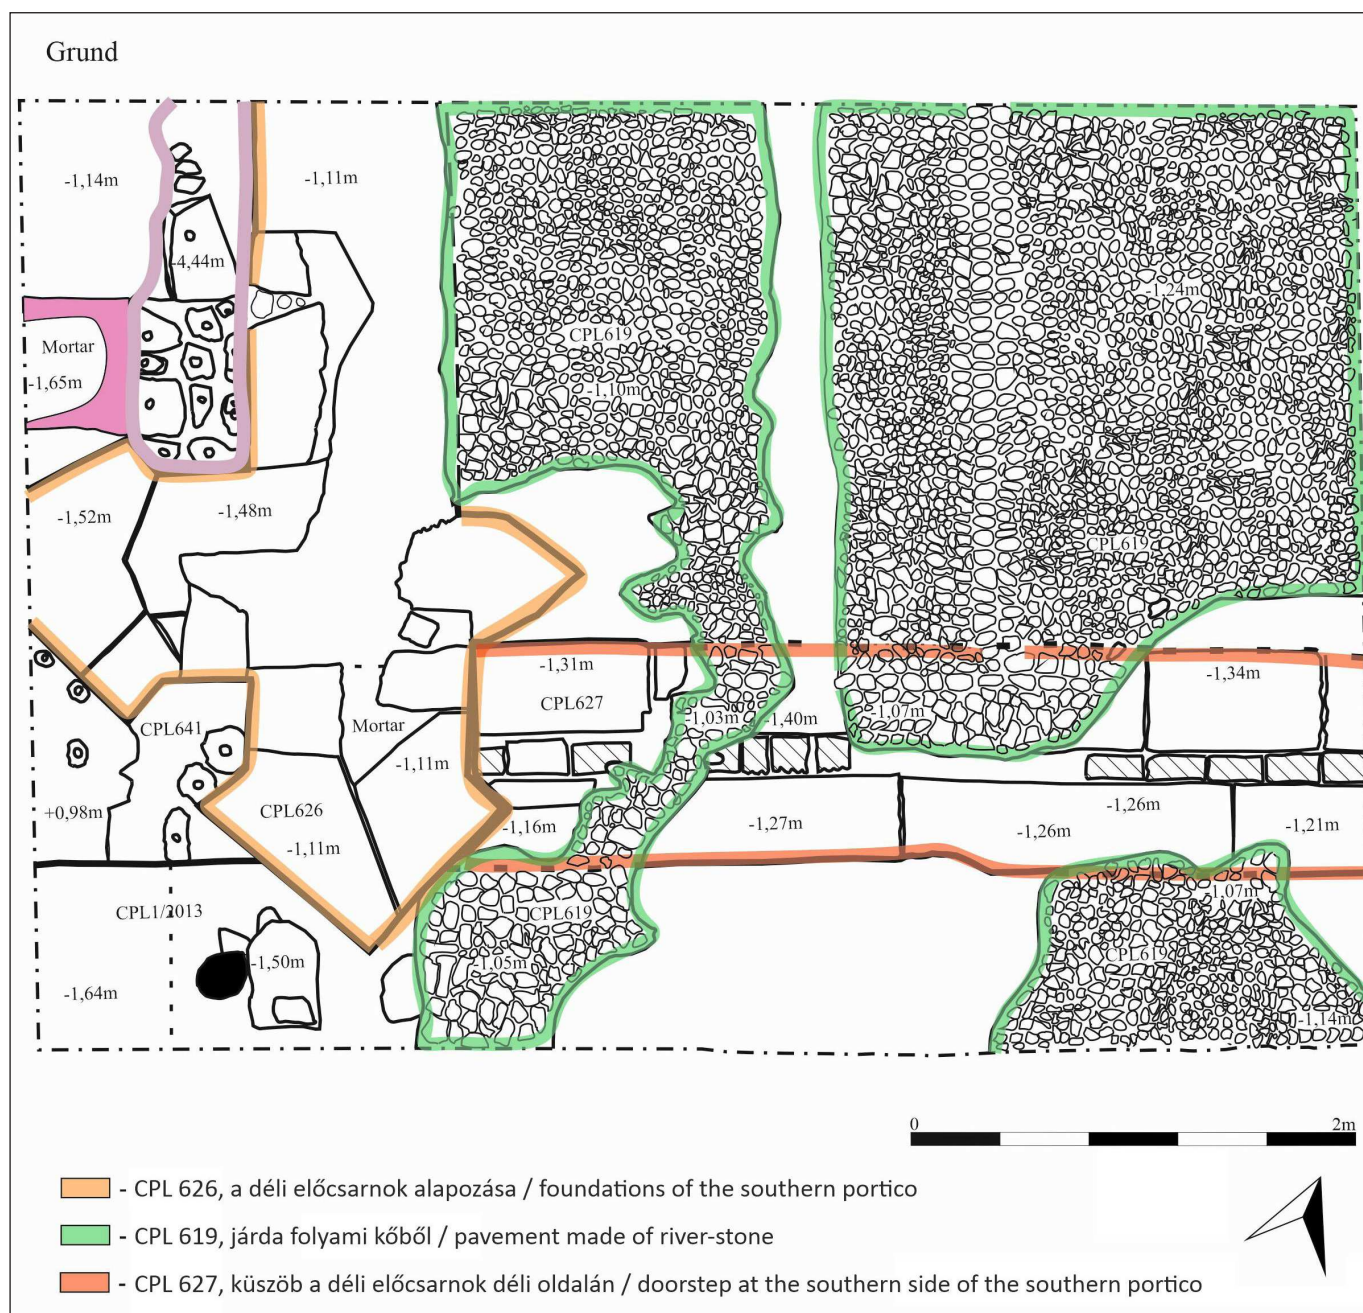 Grund
-1,14m
-1,11m
-4,44m
Mortar
-1,65m
CPL619
-1,10m
-1,24m
-1,52m
-1,48m
CPL619
-1,31m
CPL627
-1,34m
CPL641
Mortar
-1,03m
-1,40m
-1,07m
-1,11m
+0,98m
CPL626
-1,11m
-1,16m
-1,27m
-1,26m
-1,26m
-1,21m
CPL1/2013
CPL619
-1,07m
-1,50m
-1,05m
CPL619
-1,64m
-1,14m
0 2m
- CPL 626, a déli előcsarnok alapozása / foundations of the southern portico
- CPL 619, járda folyami kőből / pavement made of river-stone
- CPL 627, küszöb a déli előcsarnok déli oldalán / doorstep at the southern side of the southern portico